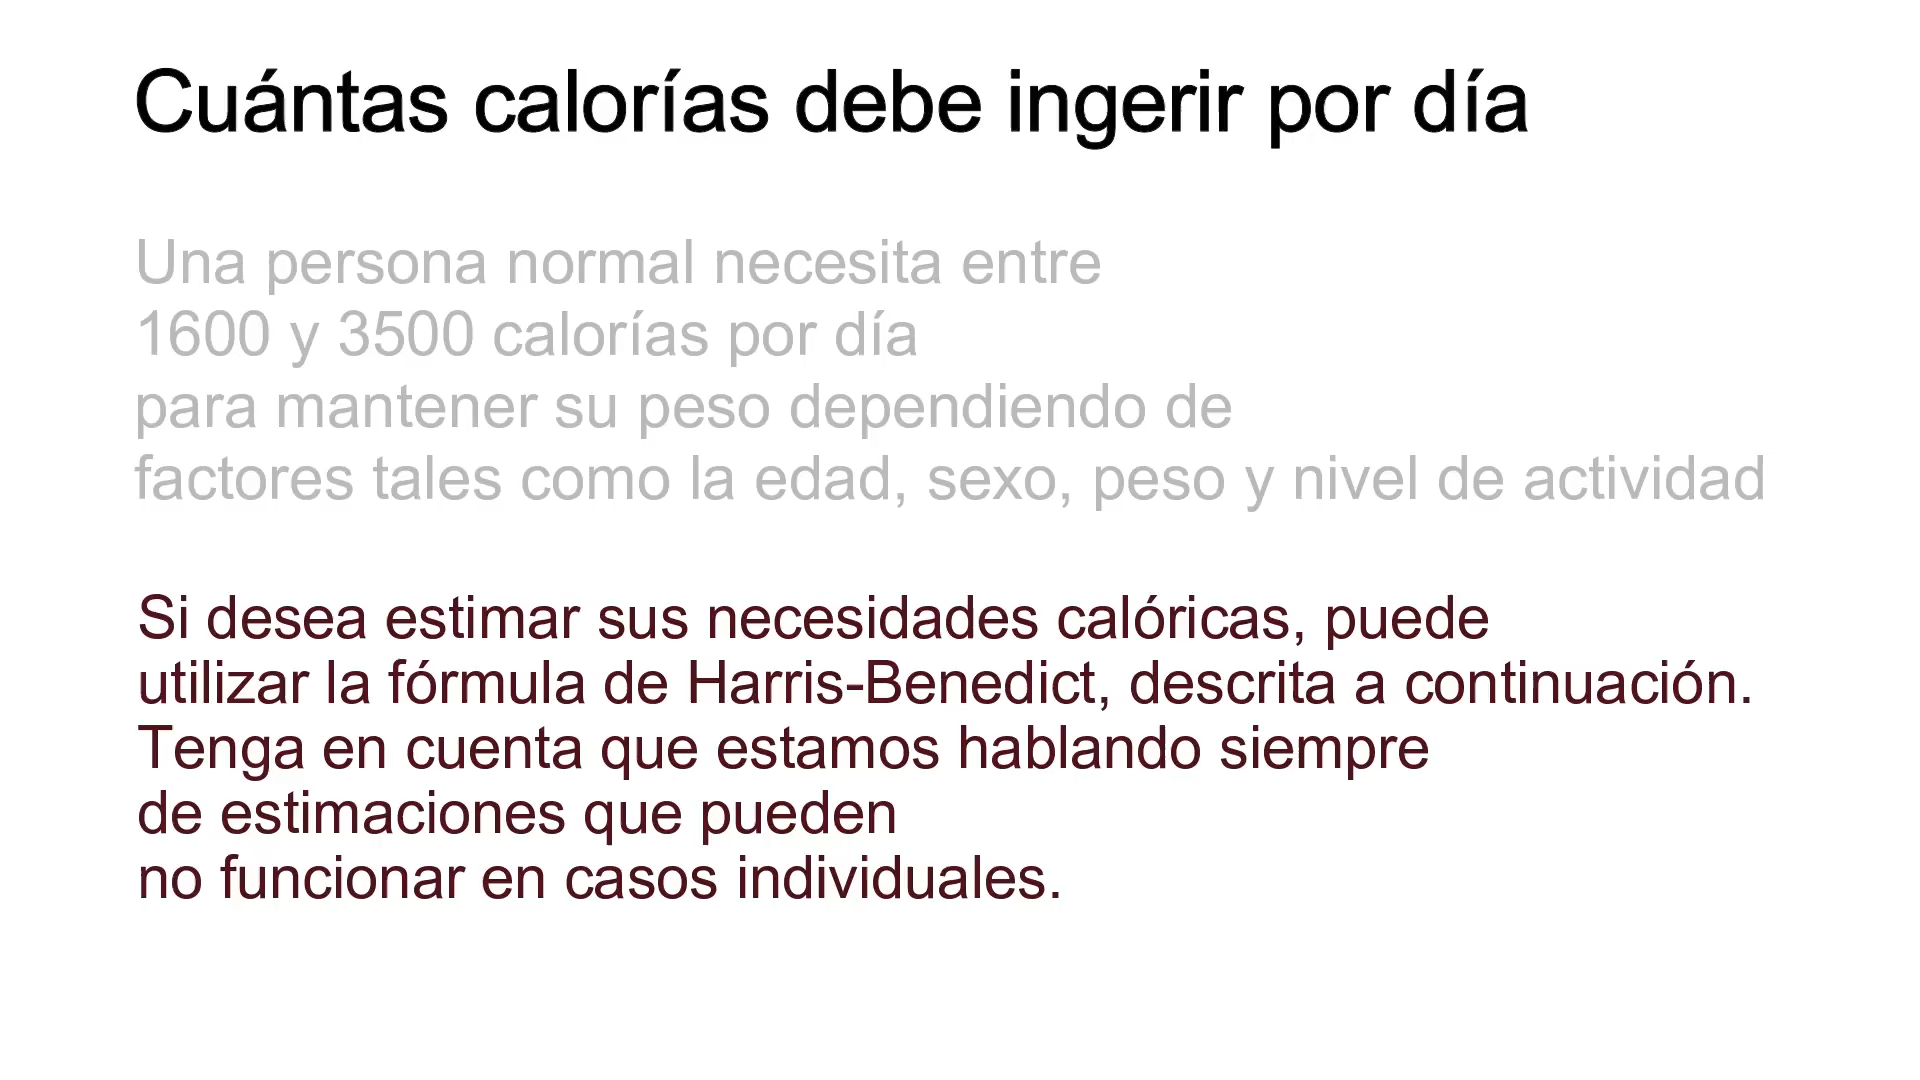 Cuántas calorías debe ingerir por día
Una persona normal necesita entre
1600 y 3500 calorías por día
para mantener su peso dependiendo de
factores tales como la edad, sexo, peso y nivel de actividad
Si desea estimar sus necesidades calóricas, puede
utilizar la fórmula de Harris-Benedict, descrita a continuación.
Tenga en cuenta que estamos hablando siempre
de estimaciones que pueden
no funcionar en casos individuales.